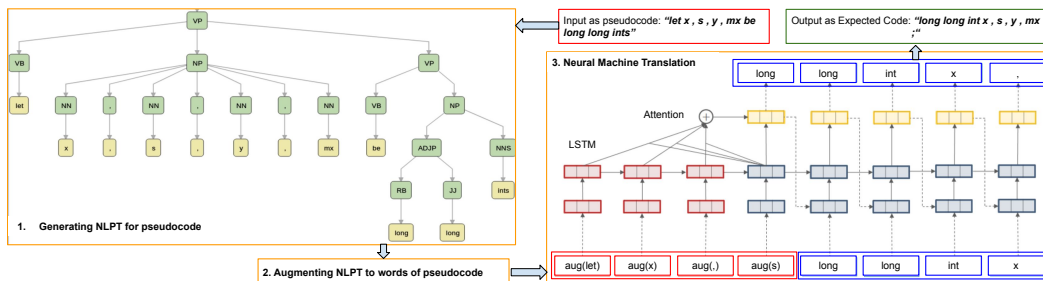 Input as pseudocode: “let x , s , y , mx be
long long ints”
Output as Expected Code: “long long int x , s , y , mx
;“
VP
VB NP VP
let NN , NN , NN , NN VB NP
x , s , y , mx be ADJP NNS
RB JJ ints
long long
1. Generating NLPT for pseudocode
2. Augmenting NLPT to words of pseudocode
3. Neural Machine Translation
long long int x ,
Attention
+
LSTM
aug(let) aug(x) aug(,) aug(s) long long int x